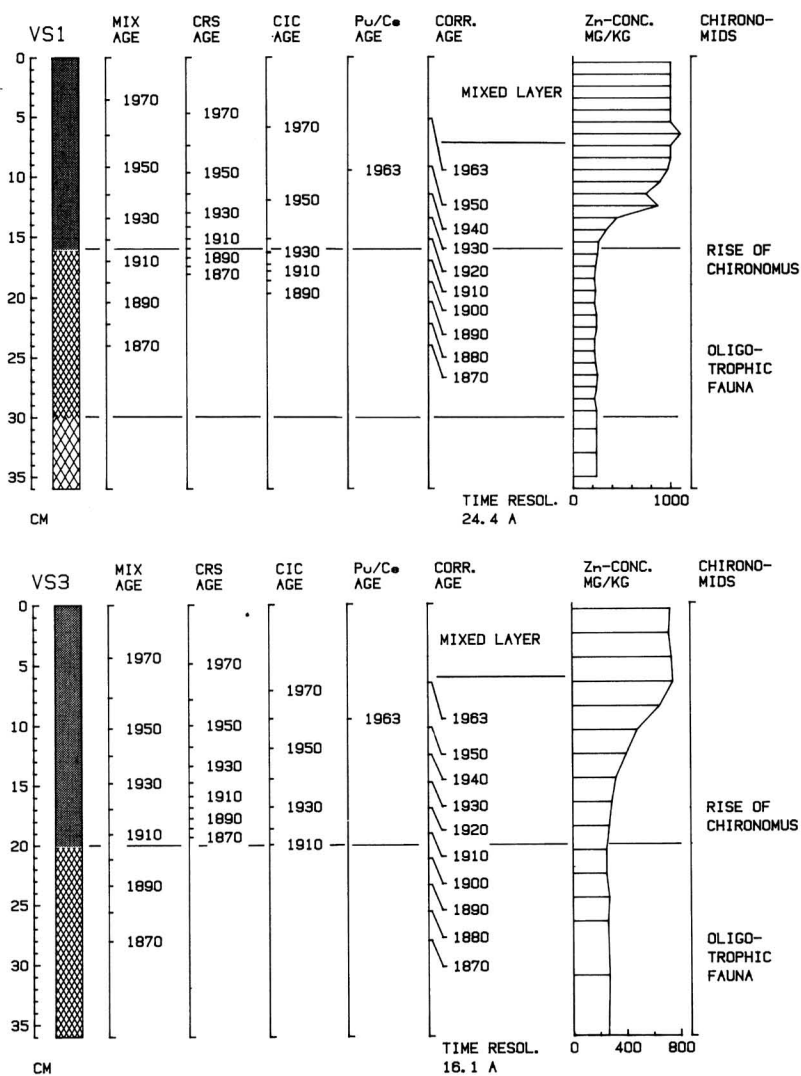 VS1
MIX AGE
CRS AGE
CIC AGE
Pu/Ce AGE
CORR. AGE
Zn-CONC. MG/KG
CHIRONO-
MIDS
0
5
10
15
20
25
30
35
CM
1970
1950
1930
1910
1890
1870
1970
1950
1930
1910
1890
1870
1970
1950
1930
1910
1890
1963
MIXED LAYER
1963
1950
1940
1930
1920
1910
1900
1890
1880
1870
TIME RESOL.
24.4 A
0 1000
RISE OF
CHIRONOMUS
OLIGO-
TROPHIC
FAUNA
VS3
MIX AGE
CRS AGE
CIC AGE
Pu/Ce AGE
CORR. AGE
Zn-CONC. MG/KG
CHIRONO-
MIDS
0
5
10
15
20
25
30
35
CM
1970
1950
1930
1910
1890
1870
1970
1950
1930
1910
1890
1870
1970
1950
1930
1910
1963
MIXED LAYER
1963
1950
1940
1930
1920
1910
1900
1890
1880
1870
TIME RESOL.
16.1 A
0 400 800
RISE OF
CHIRONOMUS
OLIGO-
TROPHIC
FAUNA